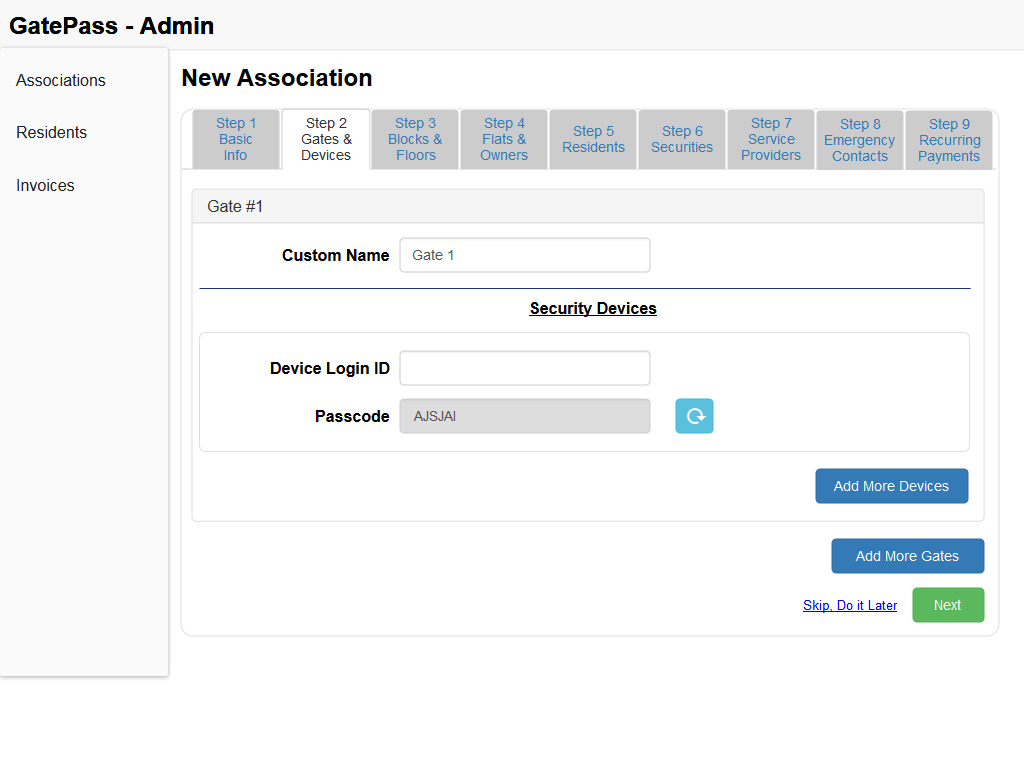 GatePass - Admin
Associations
Residents
Invoices
New Association
Step 1
Basic
Info
Step 2
Gates &
Devices
Step 3
Blocks &
Floors
Step 4
Flats &
Owners
Step 5
Residents
Step 6
Securities
Step 7
Service
Providers
Step 8
Emergency
Contacts
Step 9
Recurring
Payments
Gate #1
Custom Name
Gate 1
Security Devices
Device Login ID
Passcode
AJSJAI
Add More Devices
Add More Gates
Skip, Do it Later
Next